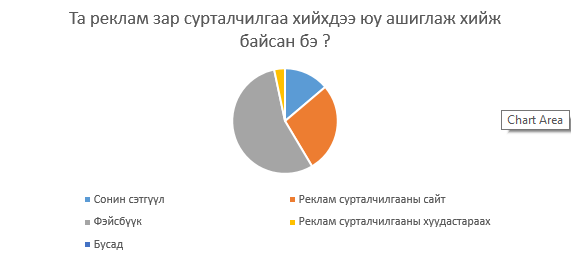 Та реклам зар сурталчилгаа хийхдээ юу ашиглаж хийж
байсан бэ ?
Chart Area
Сонин сэтгүүл
Реклам сурталчилгааны сайт
Фэйсбүүк
Реклам сурталчилгааны хуудастараах
Бусад